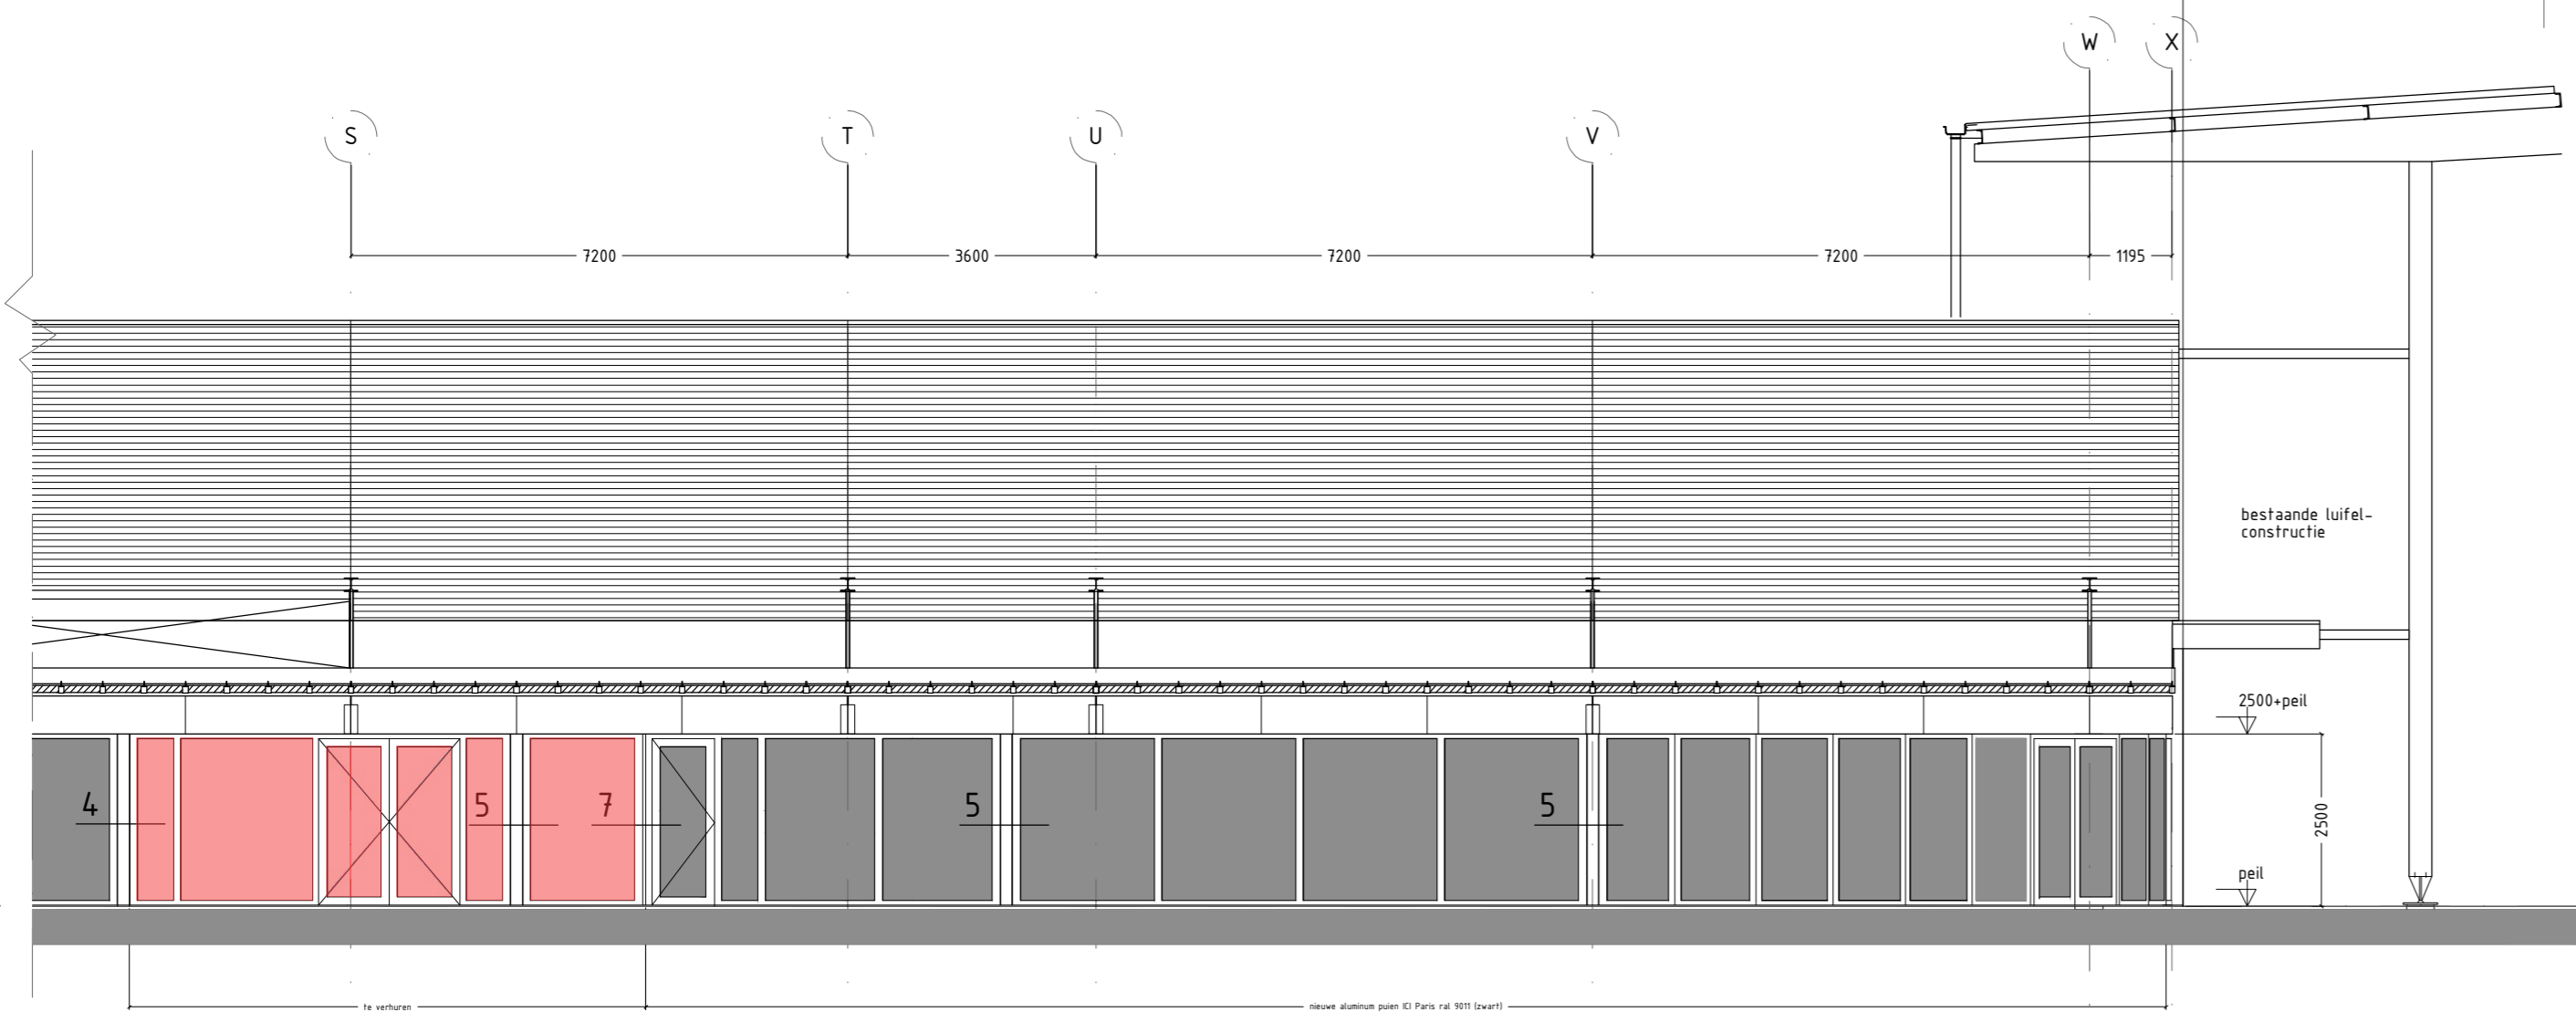 W X
S T U V
7200 3600 7200 7200 1195
bestaande luifel-
constructie
2500+peil
4 5 7 5 5
2500
peil
te verhuren
nieuwe aluminum puien ICI Paris ral 9011 (zwart)